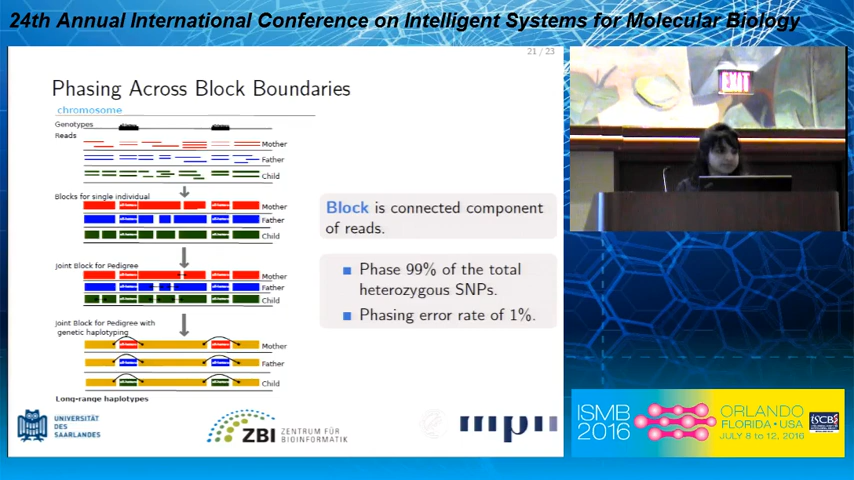 24th Annual International Conference on Intelligent Systems for Molecular Biology
21 / 23
Phasing Across Block Boundaries
chromosome
Genotypes
Reads
Mother
Father
Child
Blocks for single individual
Mother
Father
Child
Joint Block for Pedigree
Mother
Father
Child
Joint Block for Pedigree with
genetic haplotyping
Mother
Father
Child
Long-range haplotypes
Block is connected component
of reads.
Phase 99% of the total
heterozygous SNPs.
Phasing error rate of 1%.
EXIT
UNIVERSITÄT
DES
SAARLANDES
ZBI ZENTRUM FÜR
BIOINFORMATIK
mpii
ISMB
2016
ORLANDO
FLORIDA • USA
JULY 8 to 12, 2016
ISCB